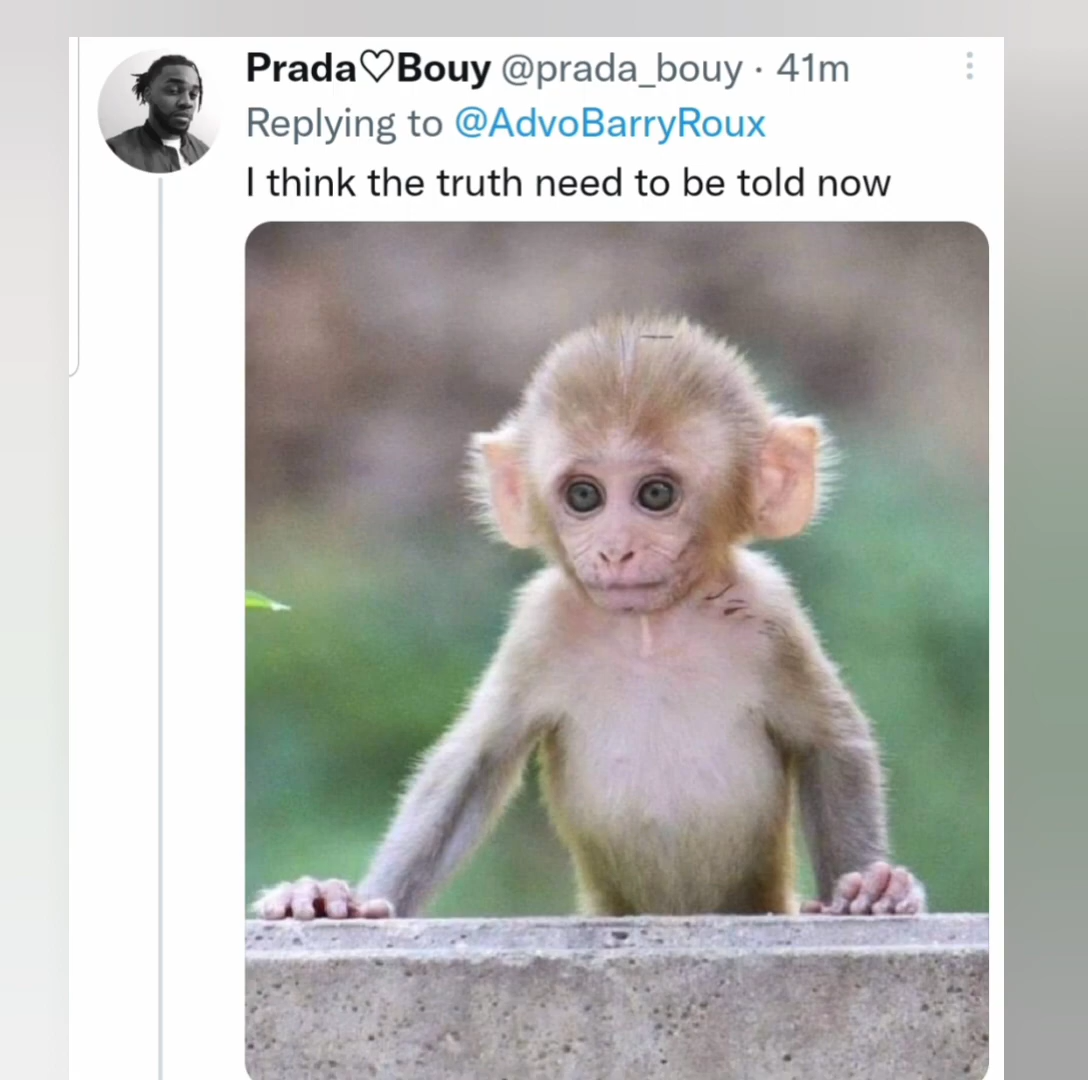 Prada♡Bouy @prada_bouy · 41m
Replying to @AdvoBarryRoux
I think the truth need to be told now